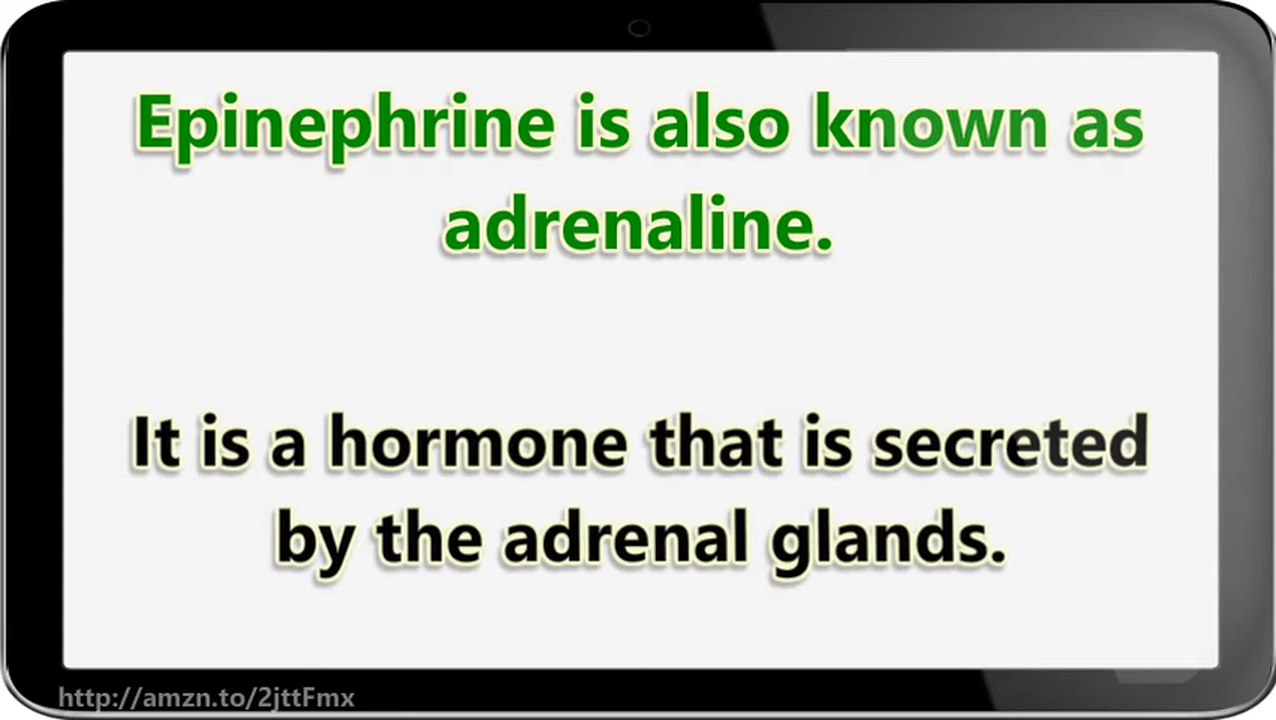 Epinephrine is also known as
adrenaline.
It is a hormone that is secreted
by the adrenal glands.
http://amzn.to/2jttFmx